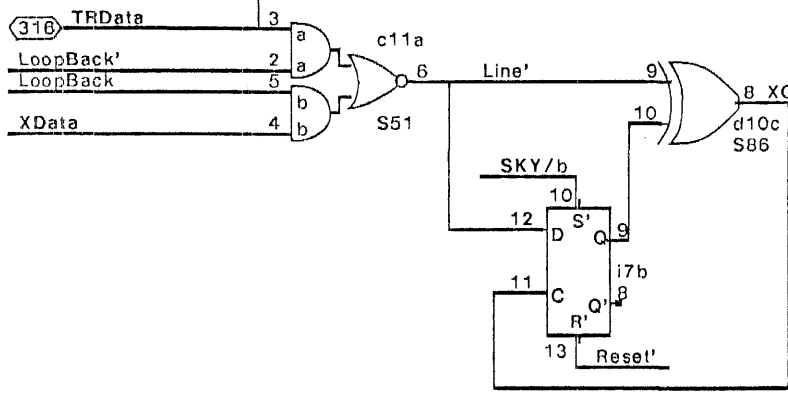 316 TRData 3
a
c11a
LoopBack' 2 a
6 Line' 9
LoopBack 5 b
8
10
d10c
XData 4 b
S51
S86
SKY/b
10
S'
12 D Q 9
i7b
11 C Q' 8
R'
13 Reset'